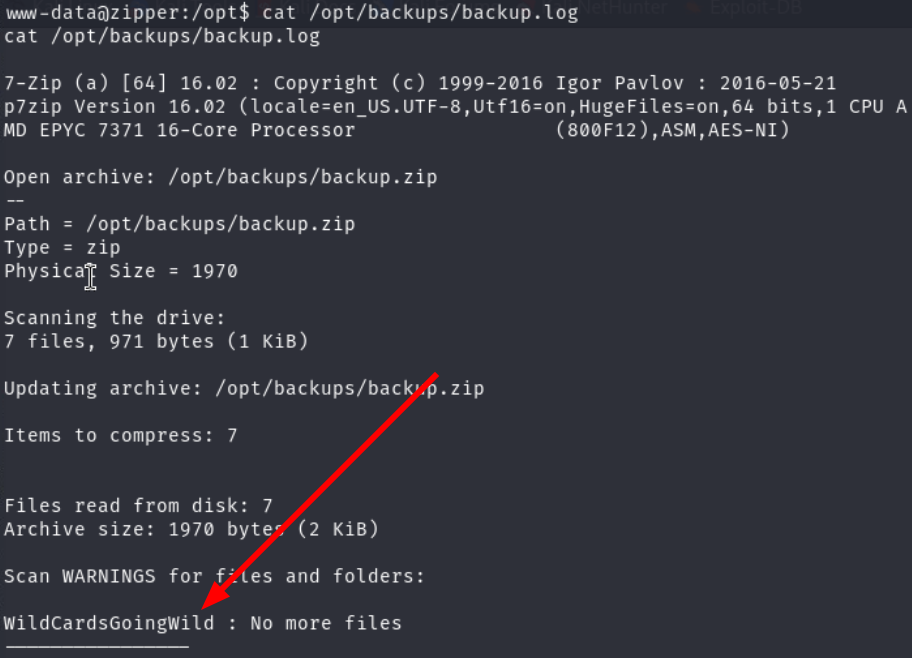 NetHunter Exploit-DB
www-data@zipper:/opt$ cat /opt/backups/backup.log
cat /opt/backups/backup.log
7-Zip (a) [64] 16.02 : Copyright (c) 1999-2016 Igor Pavlov : 2016-05-21
p7zip Version 16.02 (locale=en_US.UTF-8,Utf16=on,HugeFiles=on,64 bits,1 CPU A
MD EPYC 7371 16-Core Processor                 (800F12),ASM,AES-NI)
Open archive: /opt/backups/backup.zip
--
Path = /opt/backups/backup.zip
Type = zip
Physical Size = 1970
Scanning the drive:
7 files, 971 bytes (1 KiB)
Updating archive: /opt/backups/backup.zip
Items to compress: 7
Files read from disk: 7
Archive size: 1970 bytes (2 KiB)
Scan WARNINGS for files and folders:
WildCardsGoingWild : No more files
----------------